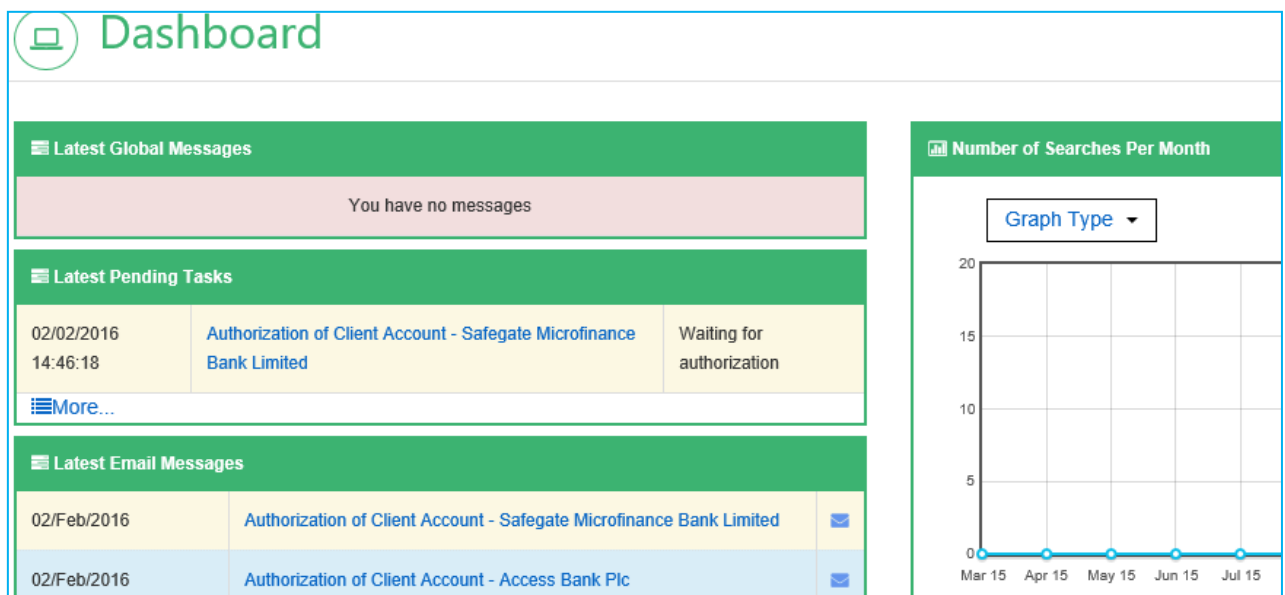 Dashboard
Latest Global Messages
You have no messages
Latest Pending Tasks
02/02/2016
14:46:18
Authorization of Client Account - Safegate Microfinance
Bank Limited
Waiting for
authorization
More...
Latest Email Messages
02/Feb/2016
Authorization of Client Account - Safegate Microfinance Bank Limited
02/Feb/2016
Authorization of Client Account - Access Bank Plc
Number of Searches Per Month
Graph Type
20
15
10
5
0
Mar 15 Apr 15 May 15 Jun 15 Jul 15